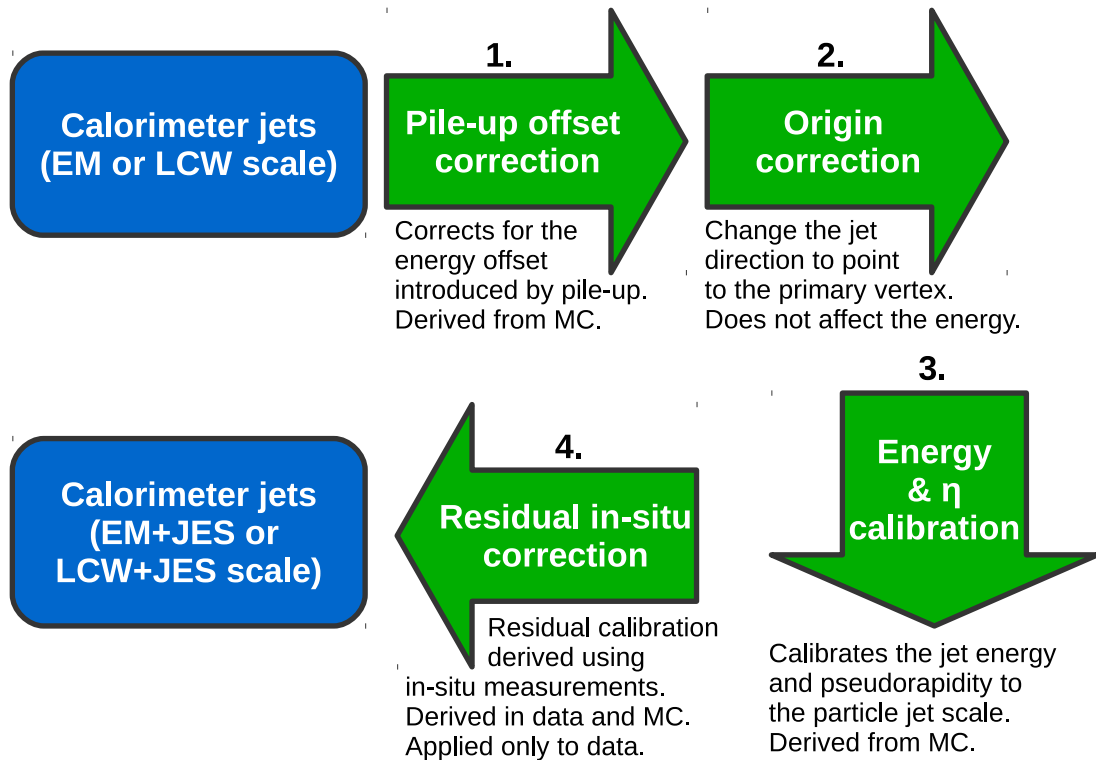 Calorimeter jets
(EM or LCW scale)
1.
Pile-up offset
correction
Corrects for the
energy offset
introduced by pile-up.
Derived from MC.
2.
Origin
correction
Change the jet
direction to point
to the primary vertex.
Does not affect the energy.
3.
Energy
& η
calibration
Calibrates the jet energy
and pseudorapidity to
the particle jet scale.
Derived from MC.
4.
Residual in-situ
correction
Residual calibration
derived using
in-situ measurements.
Derived in data and MC.
Applied only to data.
Calorimeter jets
(EM+JES or
LCW+JES scale)